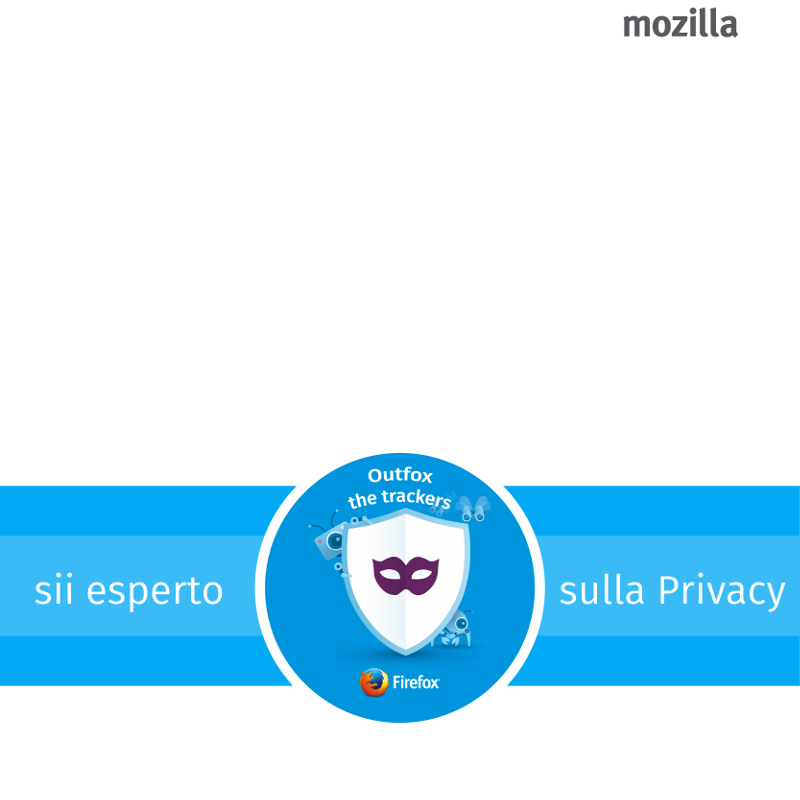 mozilla
Outfox
the trackers
sii esperto
sulla Privacy
Firefox